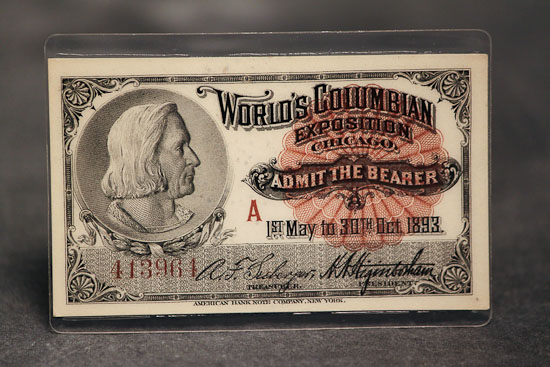 WORLD'S COLUMBIAN
EXPOSITION
CHICAGO,
ADMIT THE BEARER
A
1ST May to 30TH Oct. 1893.
413964
TREASURER.
PRESIDENT.
AMERICAN BANK NOTE COMPANY, NEW YORK.